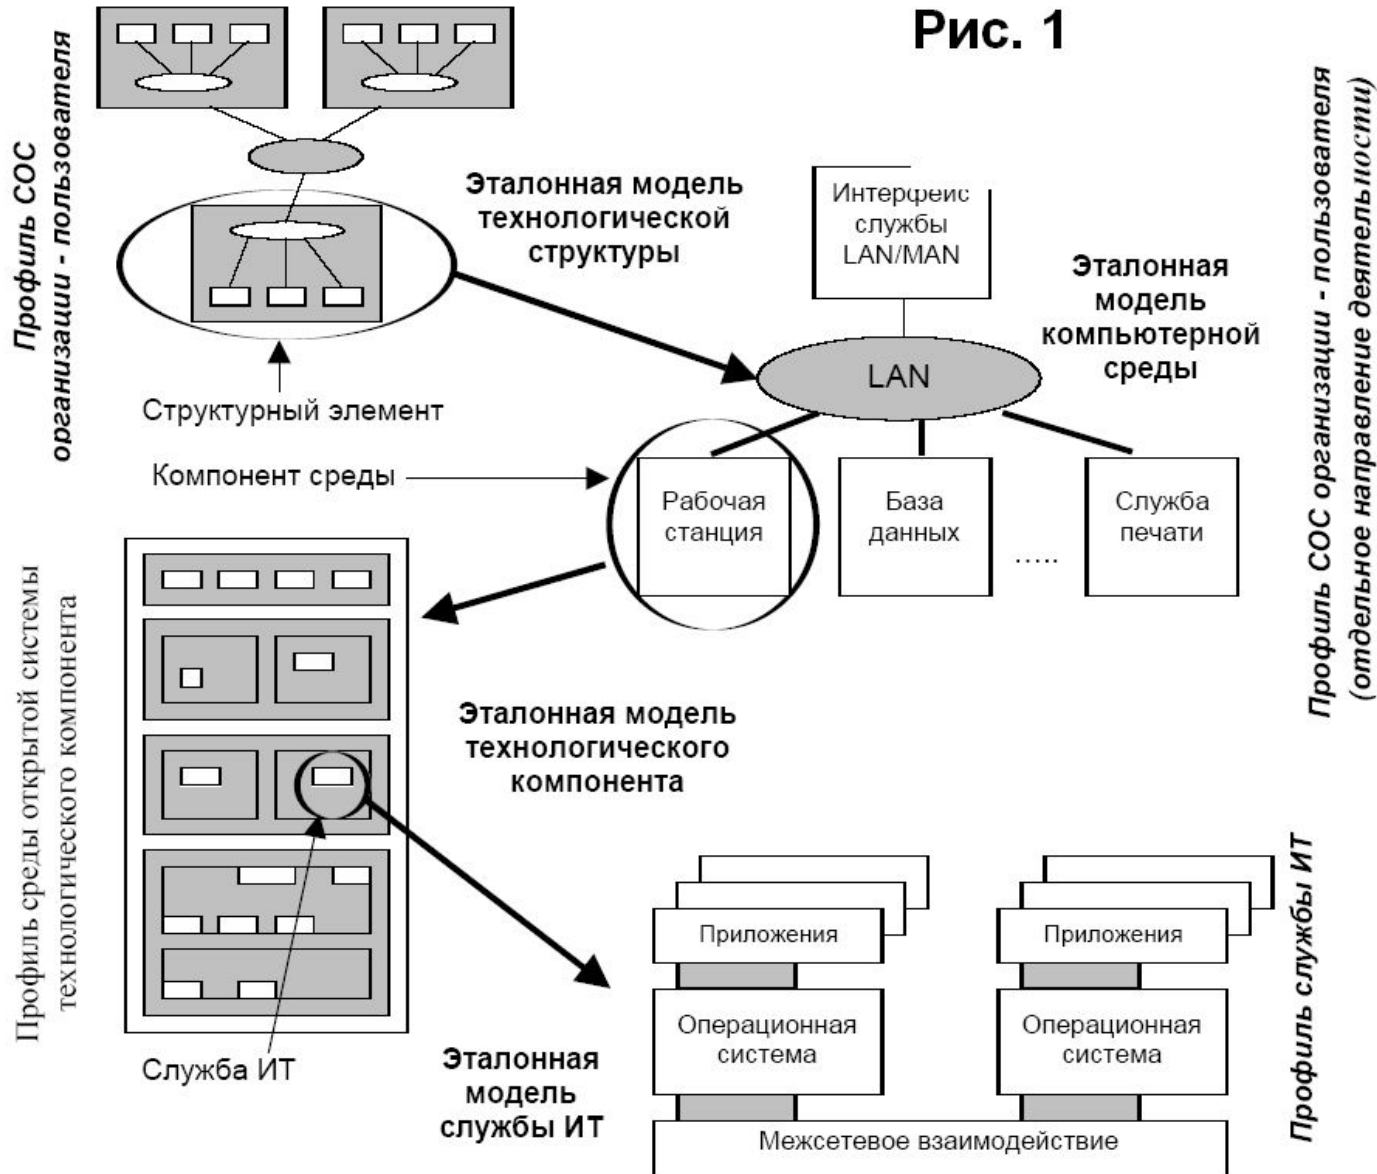 Рис. 1
Профиль СОС
организации - пользователя
Эталонная модель
технологической
структуры
Интерфейс
службы
LAN/MAN
Эталонная
модель
компьютерной
среды
Профиль СОС организации - пользователя
(отдельное направление деятельности)
LAN
Структурный элемент
Компонент среды
Рабочая
станция
База
данных
.....
Служба
печати
Профиль среды открытой системы
технологического компонента
Эталонная модель
технологического
компонента
Приложения
Приложения
Операционная
система
Операционная
система
Межсетевое взаимодействие
Профиль службы ИТ
Служба ИТ
Эталонная
модель
службы ИТ